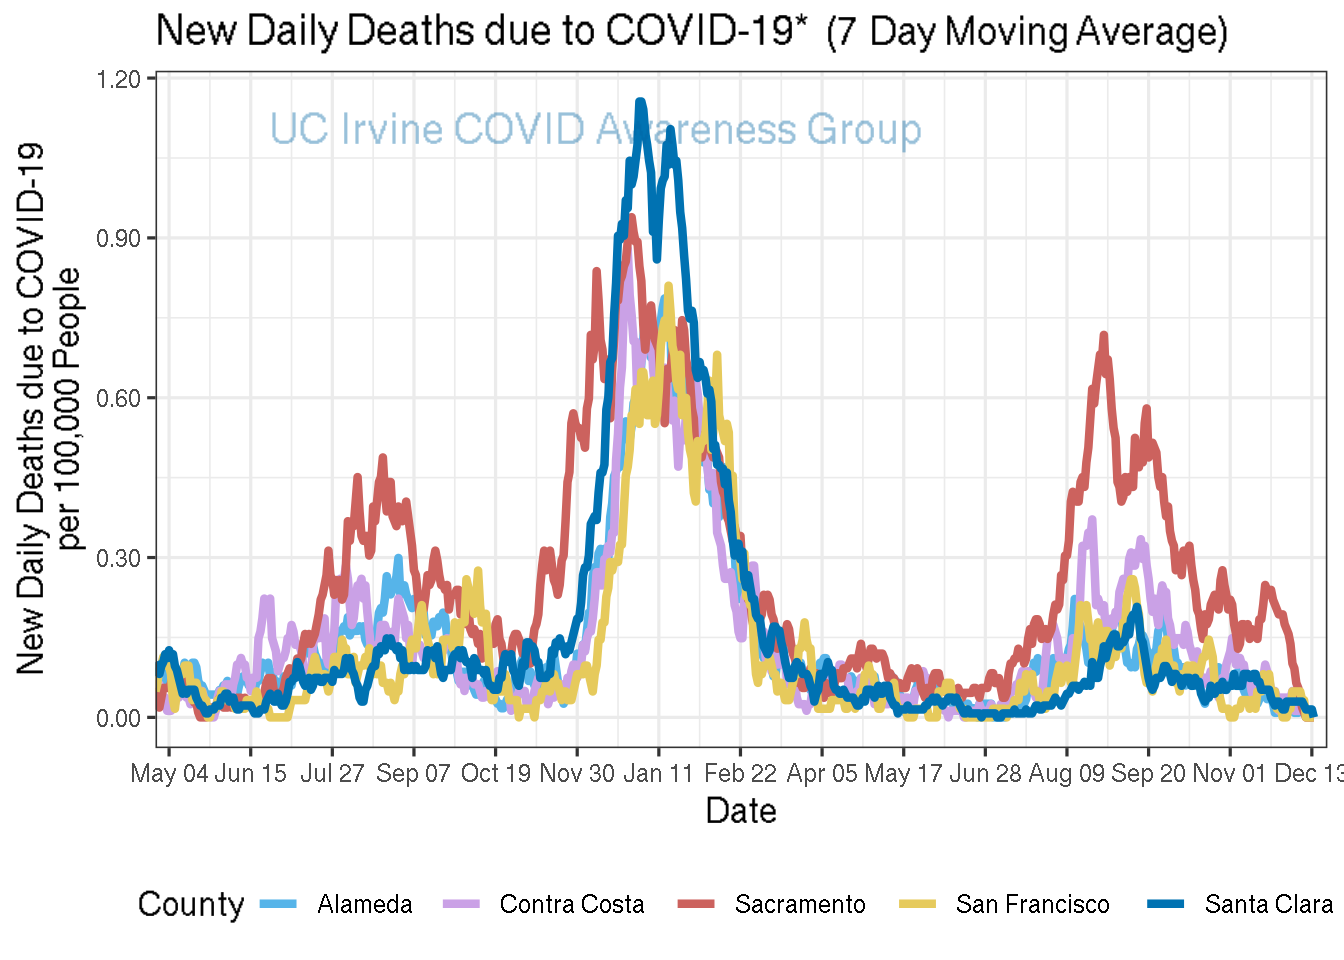 New Daily Deaths due to COVID-19* (7 Day Moving Average)
UC Irvine COVID Awareness Group
New Daily Deaths due to COVID-19
per 100,000 People
1.20
0.90
0.60
0.30
0.00
May 04 Jun 15 Jul 27 Sep 07 Oct 19 Nov 30 Jan 11 Feb 22 Apr 05 May 17 Jun 28 Aug 09 Sep 20 Nov 01 Dec 13
Date
County Alameda Contra Costa Sacramento San Francisco Santa Clara